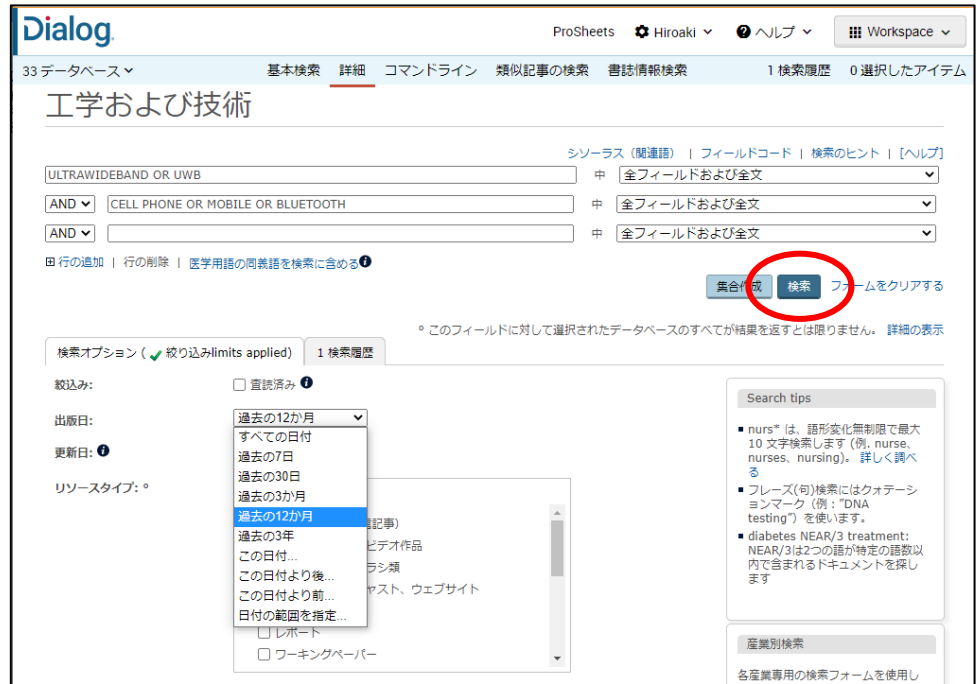 Dialog.
ProSheets Hiroaki ヘルプ Workspace
33 データベース 基本検索 詳細 コマンドライン 類似記事の検索 書誌情報検索 1 検索履歴 0 選択したアイテム
工学および技術
シソーラス（関連語） | フィールドコード | 検索のヒント | [ヘルプ]
ULTRAWIDEBAND OR UWB 中 全フィールドおよび全文
AND CELL PHONE OR MOBILE OR BLUETOOTH 中 全フィールドおよび全文
AND 中 全フィールドおよび全文
行の追加 | 行の削除 | 医学用語の同義語を検索に含める
集合作成 検索 フォームをクリアする
° このフィールドに対して選択されたデータベースのすべてが結果を返すとは限りません。 詳細の表示
検索オプション ( 絞り込みlimits applied) 1 検索履歴
絞込み: 査読済み
出版日: 過去の12か月
すべての日付
更新日:
過去の7日
過去の30日
リソースタイプ: °
過去の3か月
過去の12か月
記事)
過去の3年
ビデオ作品
この日付...
ラシ類
この日付より後...
ャスト、ウェブサイト
この日付より前...
日付の範囲を指定...
レポート
ワーキングペーパー
Search tips
nurs* は、語形変化無制限で最大
10 文字検索します (例, nurse、
nurses、nursing)。 詳しく調べ
る
フレーズ(句)検索にはクォテーシ
ョンマーク（例："DNA
testing"）を使います。
diabetes NEAR/3 treatment:
NEAR/3は2つの語が特定の語数以
内で含まれるドキュメントを探し
ます
産業別検索
各産業専用の検索フォームを使用し